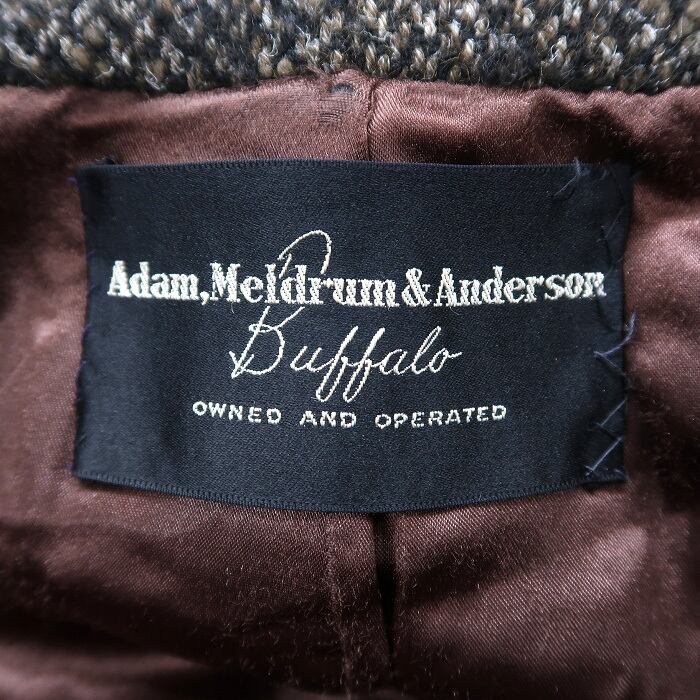 Adam, Meldrum & Anderson
Buffalo
OWNED AND OPERATED